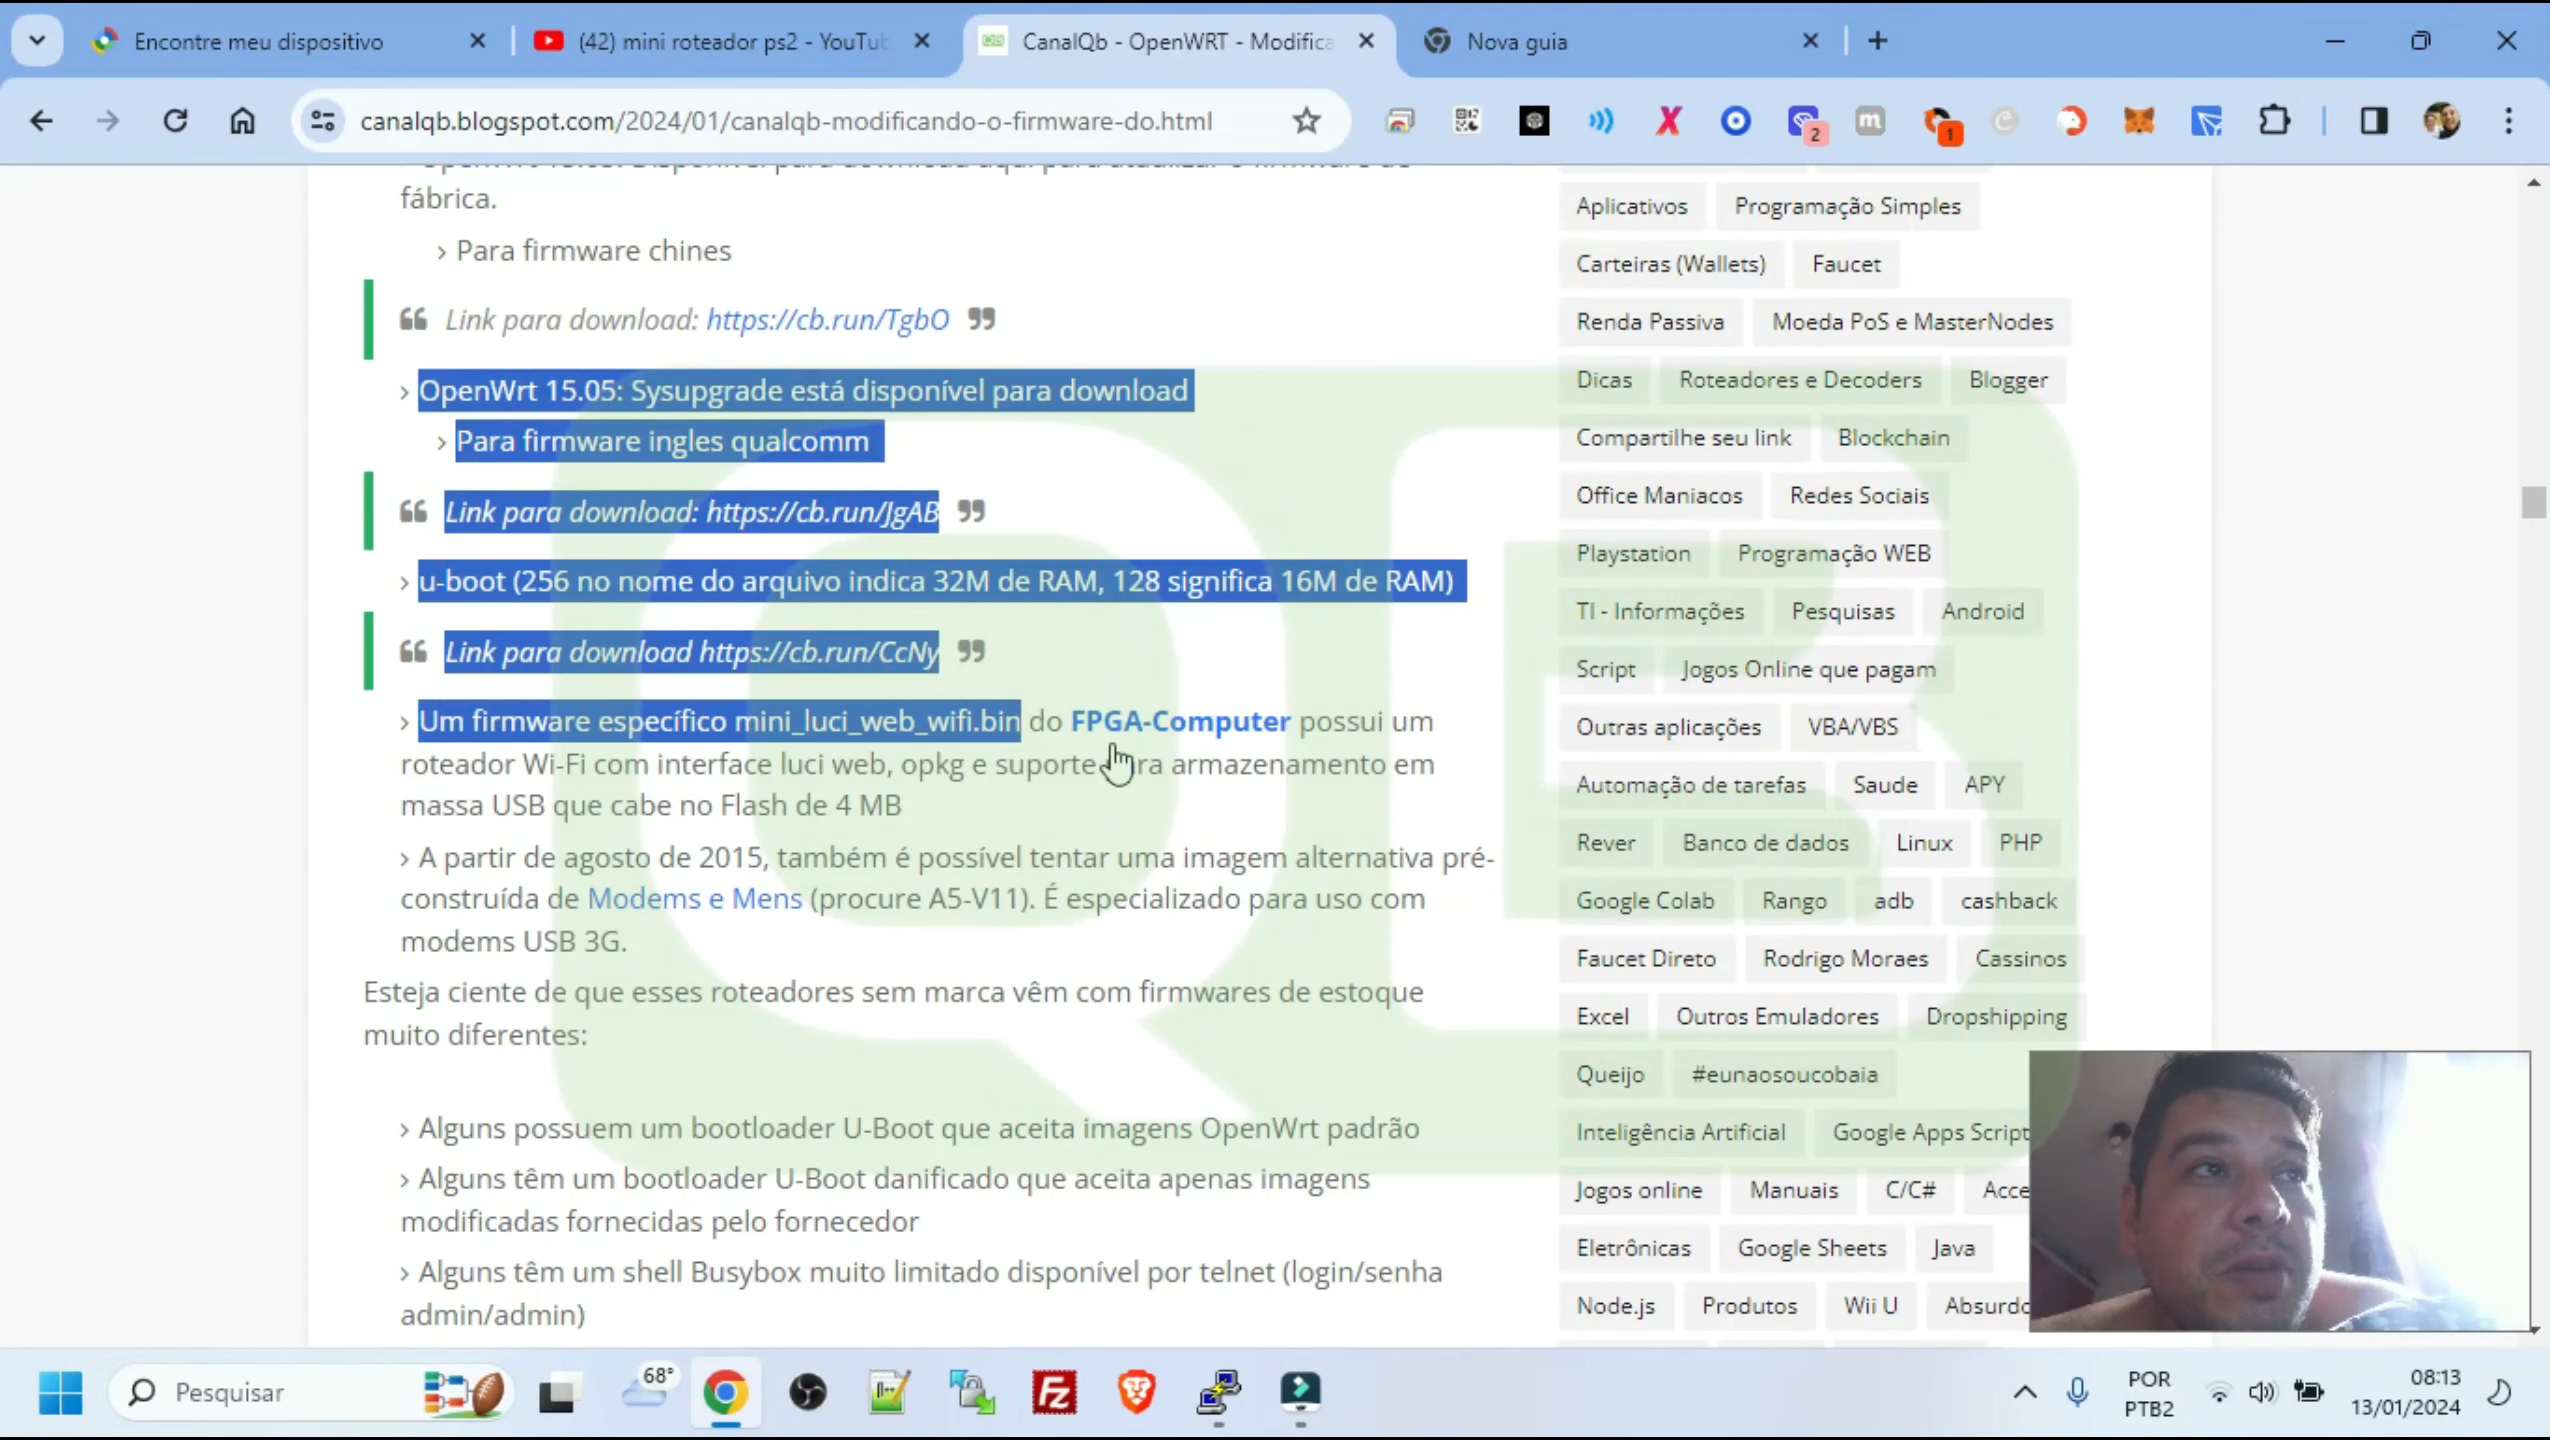 Encontre meu dispositivo
(42) mini roteador ps2 - YouTu
CanalQb - OpenWRT - Modifica
Nova guia
canalqb.blogspot.com/2024/01/canalqb-modificando-o-firmware-do.html
2
1
fábrica.
› Para firmware chines
Link para download: https://cb.run/TgbO
› OpenWrt 15.05: Sysupgrade está disponível para download
› Para firmware ingles qualcomm
Link para download: https://cb.run/JgAB
› u-boot (256 no nome do arquivo indica 32M de RAM, 128 significa 16M de RAM)
Link para download https://cb.run/CcNy
› Um firmware específico mini_luci_web_wifi.bin do FPGA-Computer possui um
roteador Wi-Fi com interface luci web, opkg e suporte ra armazenamento em
massa USB que cabe no Flash de 4 MB
› A partir de agosto de 2015, também é possível tentar uma imagem alternativa pré-
construída de Modems e Mens (procure A5-V11). É especializado para uso com
modems USB 3G.
Esteja ciente de que esses roteadores sem marca vêm com firmwares de estoque
muito diferentes:
› Alguns possuem um bootloader U-Boot que aceita imagens OpenWrt padrão
› Alguns têm um bootloader U-Boot danificado que aceita apenas imagens
modificadas fornecidas pelo fornecedor
› Alguns têm um shell Busybox muito limitado disponível por telnet (login/senha
admin/admin)
Aplicativos Programação Simples
Carteiras (Wallets) Faucet
Renda Passiva Moeda PoS e MasterNodes
Dicas Roteadores e Decoders Blogger
Compartilhe seu link Blockchain
Office Maniacos Redes Sociais
Playstation Programação WEB
TI - Informações Pesquisas Android
Script Jogos Online que pagam
Outras aplicações VBA/VBS
Automação de tarefas Saude APY
Rever Banco de dados Linux PHP
Google Colab Rango adb cashback
Faucet Direto Rodrigo Moraes Cassinos
Excel Outros Emuladores Dropshipping
Queijo #eunaosoucobaia
Inteligência Artificial Google Apps Script
Jogos online Manuais C/C# Acce
Eletrônicas Google Sheets Java
Node.js Produtos Wii U Absurdo
Pesquisar
68°
POR
PTB2
08:13
13/01/2024